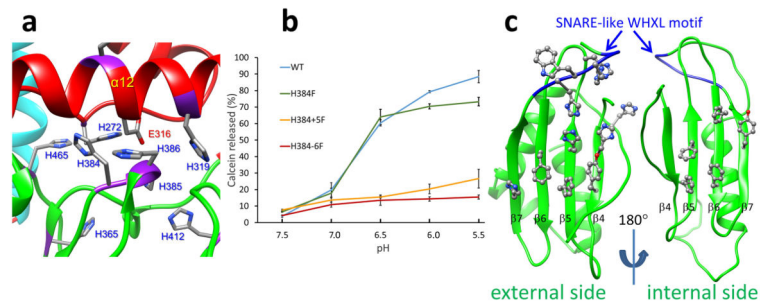 a
α12
H272
E316
H465
H384
H386
H319
H385
H365
H412
b
Calcein released (%)
100
90
80
70
60
50
40
30
20
10
0
WT
H384F
H384+5F
H384-6F
7.5 7.0 6.5 6.0 5.5
pH
c
SNARE-like WHXL motif
β7 β6 β5 β4
β4 β5 β6 β7
180°
external side
internal side